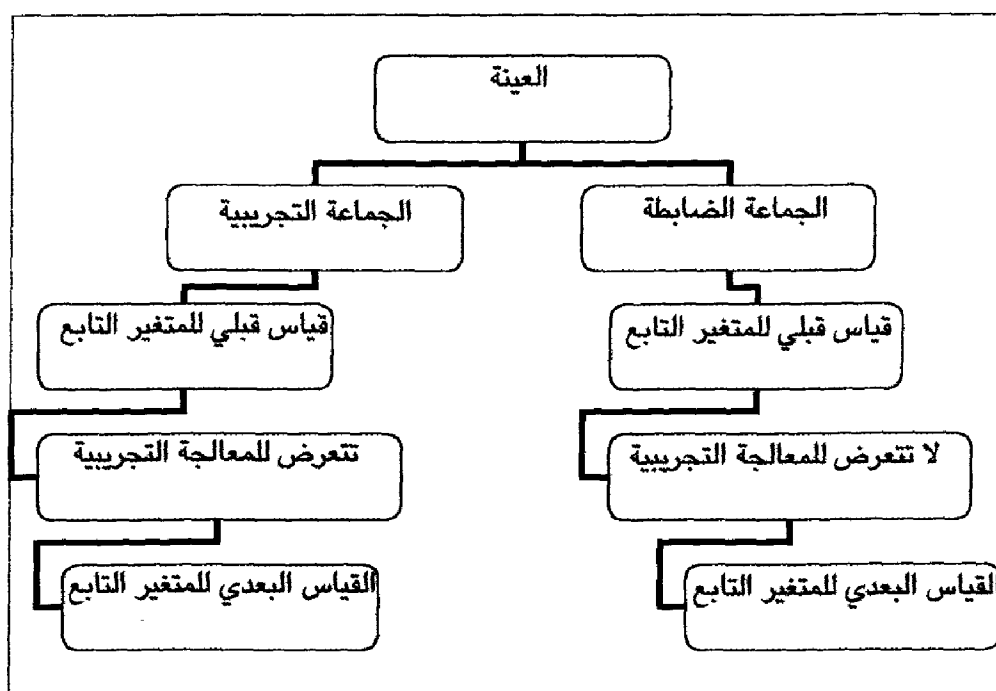 العينة
الجماعة الضابطة
الجماعة التجريبية
قياس قبلي للمتغير التابع
قياس قبلي للمتغير التابع
لا تتعرض للمعالجة التجريبية
تتعرض للمعالجة التجريبية
القياس البعدي للمتغير التابع
القياس البعدي للمتغير التابع